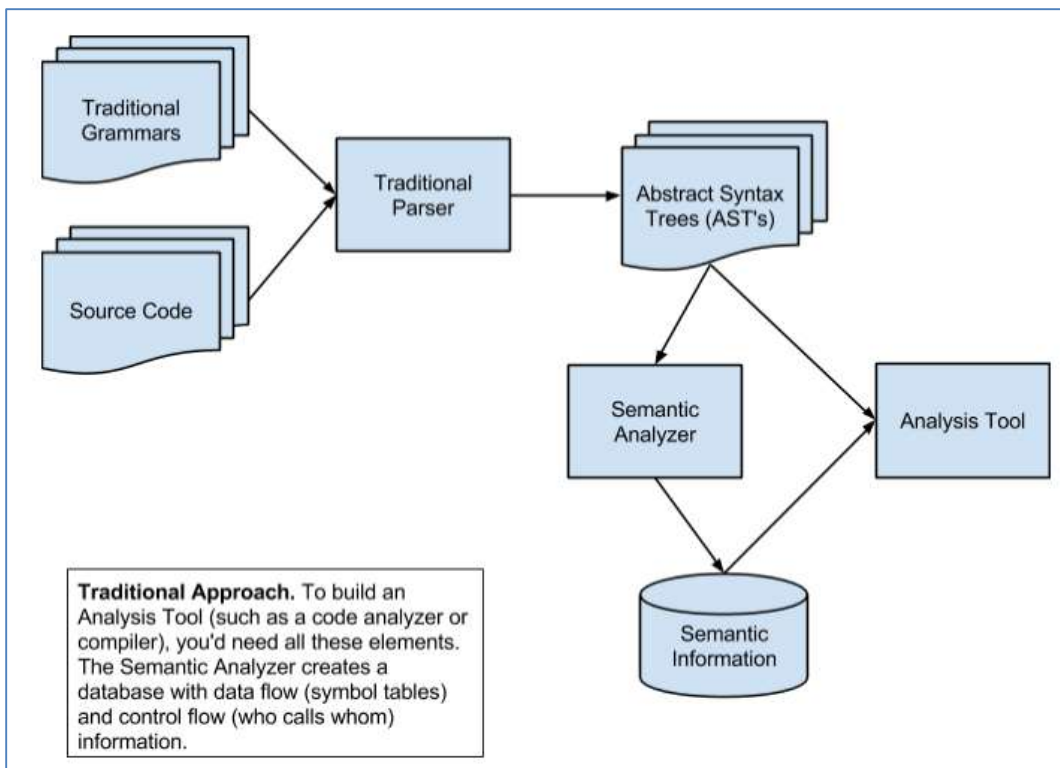 Traditional
Grammars
Traditional
Parser
Abstract Syntax
Trees (AST's)
Source Code
Semantic
Analyzer
Analysis Tool
Semantic
Information
Traditional Approach. To build an
Analysis Tool (such as a code analyzer or
compiler), you'd need all these elements.
The Semantic Analyzer creates a
database with data flow (symbol tables)
and control flow (who calls whom)
information.